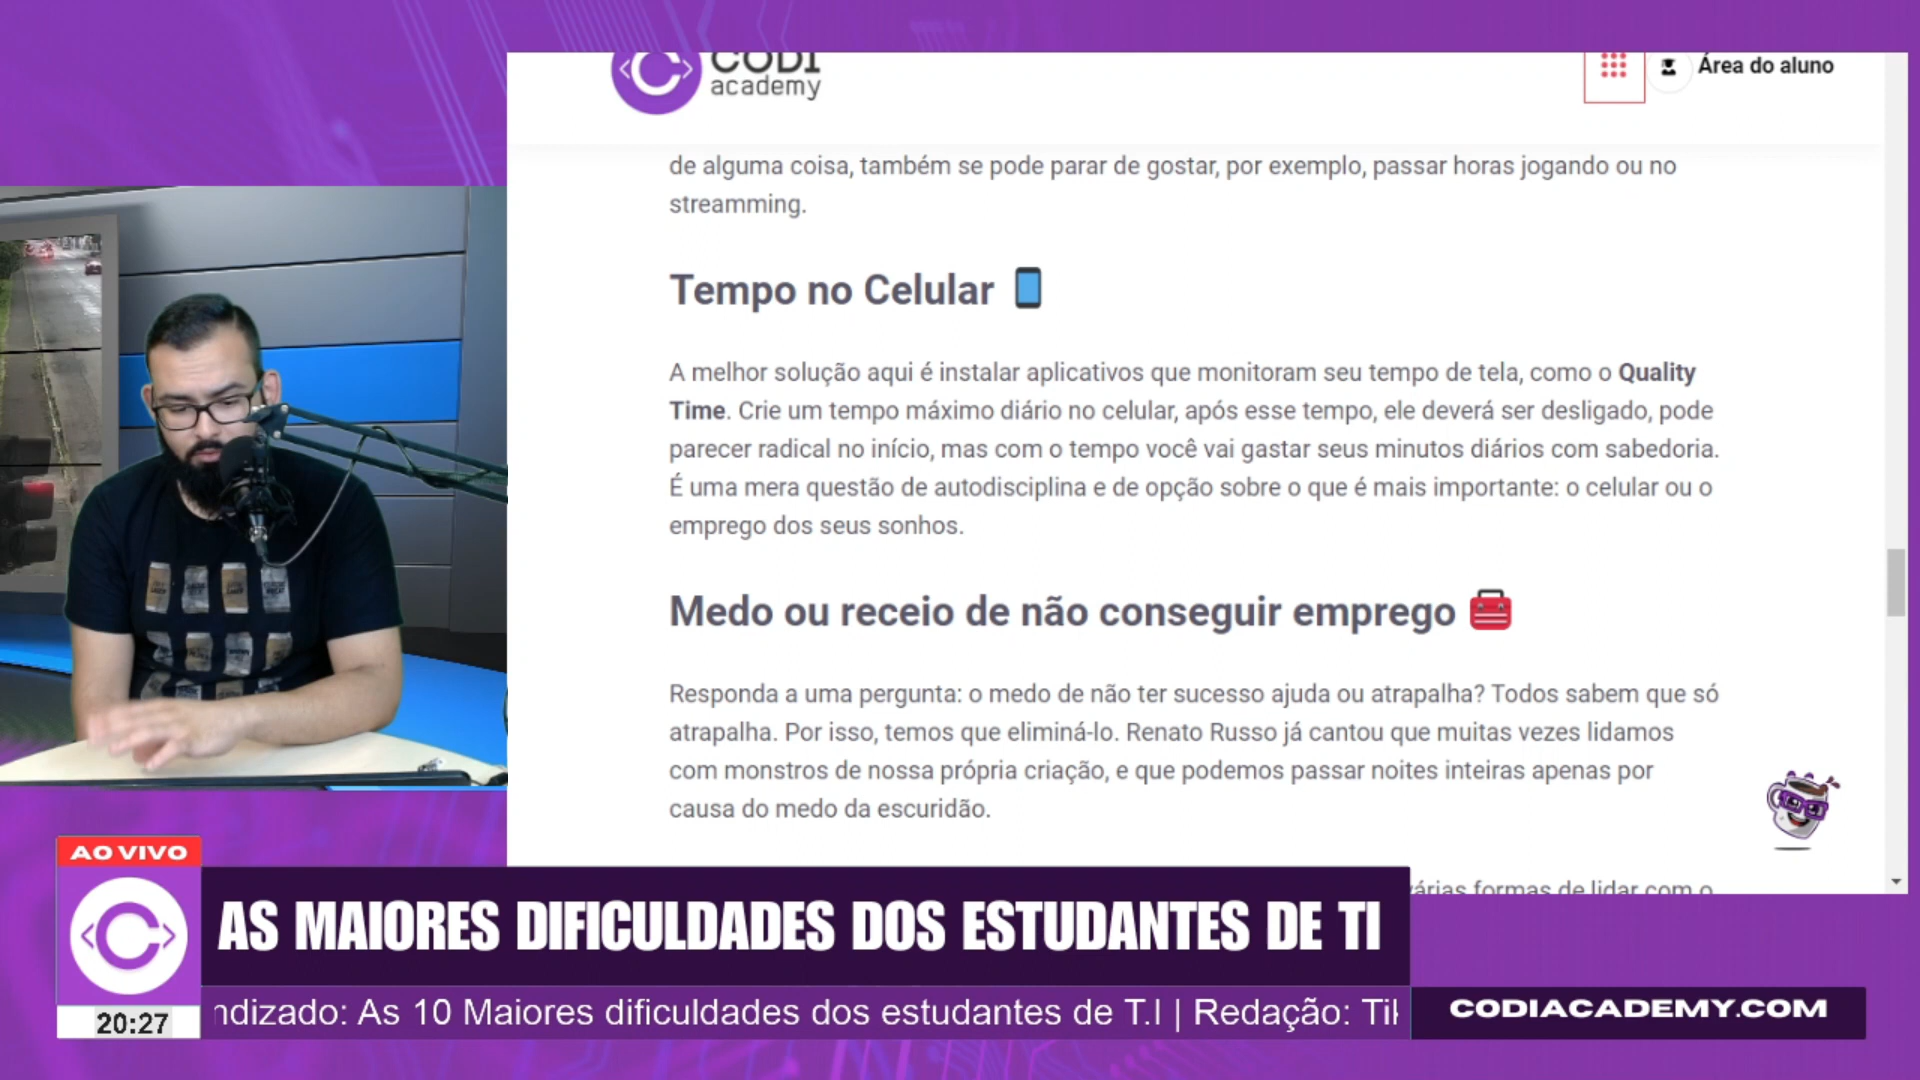 CODI
academy
Área do aluno
de alguma coisa, também se pode parar de gostar, por exemplo, passar horas jogando ou no
streamming.
Tempo no Celular
A melhor solução aqui é instalar aplicativos que monitoram seu tempo de tela, como o Quality
Time. Crie um tempo máximo diário no celular, após esse tempo, ele deverá ser desligado, pode
parecer radical no início, mas com o tempo você vai gastar seus minutos diários com sabedoria.
É uma mera questão de autodisciplina e de opção sobre o que é mais importante: o celular ou o
emprego dos seus sonhos.
Medo ou receio de não conseguir emprego
Responda a uma pergunta: o medo de não ter sucesso ajuda ou atrapalha? Todos sabem que só
atrapalha. Por isso, temos que eliminá-lo. Renato Russo já cantou que muitas vezes lidamos
com monstros de nossa própria criação, e que podemos passar noites inteiras apenas por
causa do medo da escuridão.
várias formas de lidar com o
AO VIVO
AS MAIORES DIFICULDADES DOS ESTUDANTES DE TI
ndizado: As 10 Maiores dificuldades dos estudantes de T.I | Redação:
20:27
CODIACADEMY.COM